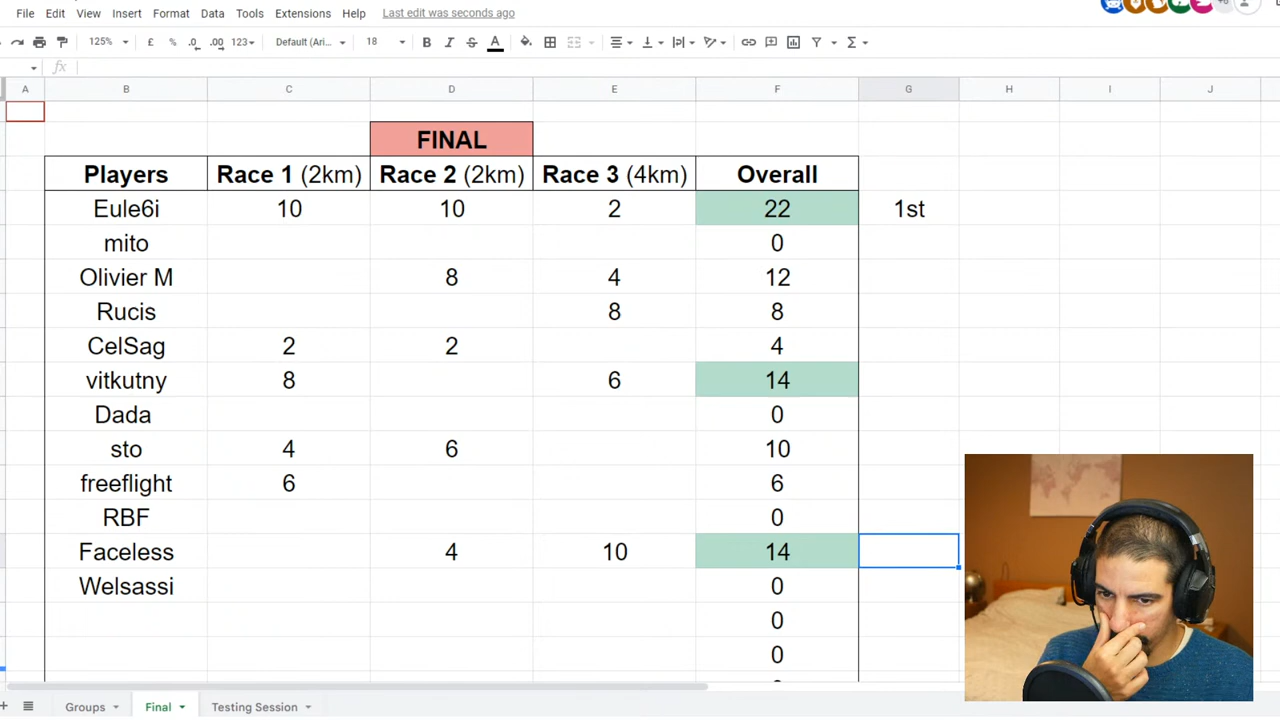 File Edit View Insert Format Data Tools Extensions Help Last edit was seconds ago
125% £ % .0 .00 123 Default (Ari... 18 B I S A
fx
A B C D E F G H I J
FINAL
Players Race 1 (2km) Race 2 (2km) Race 3 (4km) Overall
Eule6i 10 10 2 22 1st
mito 0
Olivier M 8 4 12
Rucis 8 8
CelSag 2 2 4
vitkutny 8 6 14
Dada 0
sto 4 6 10
freeflight 6 6
RBF 0
Faceless 4 10 14
Welsassi 0
0
0
Groups Final Testing Session